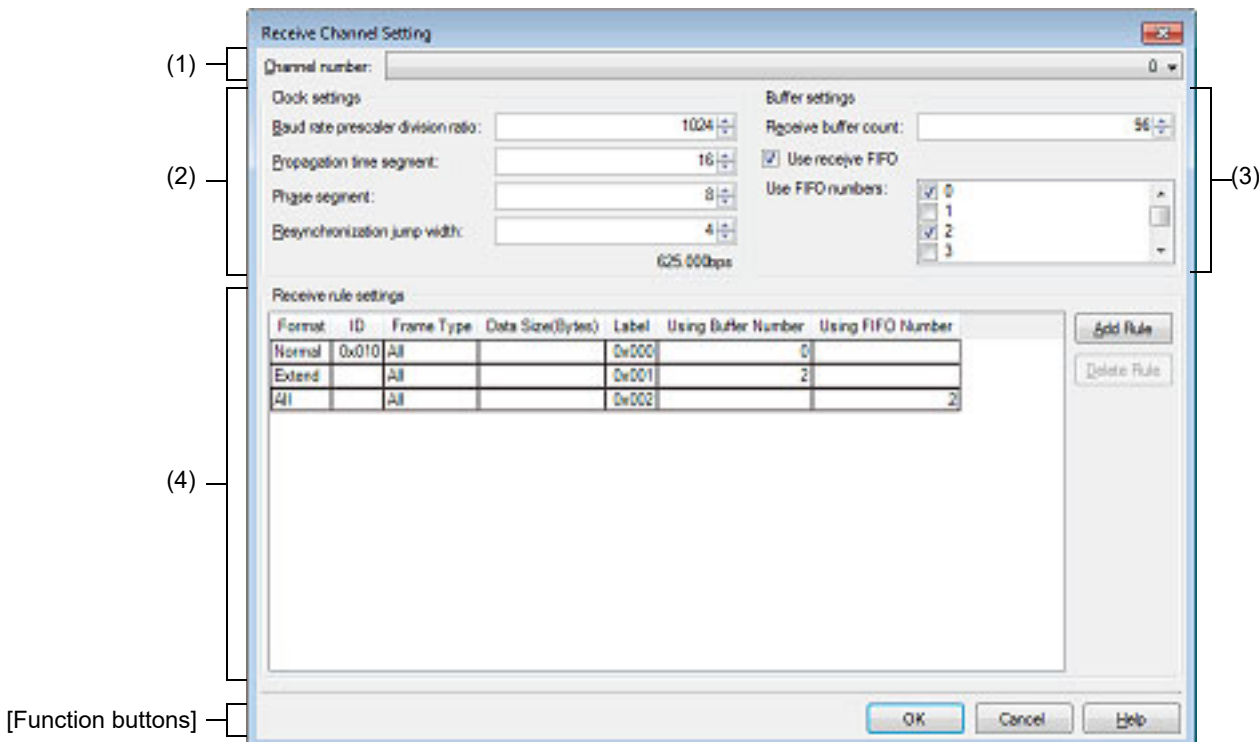 Receive Channel Setting
(1)
Channel number: 0
(2)
Clock settings
Baud rate prescaler division ratio: 1024
Propagation time segment: 16
Phase segment: 8
Resynchronization jump width: 4
625.000bps
Buffer settings
Receive buffer count: 96
Use receive FIFO
Use FIFO numbers: 0
1
2
3
(3)
(4)
Receive rule settings
Format ID Frame Type Data Size(Bytes) Label Using Buffer Number Using FIFO Number
Normal 0x010 All 0x000 0
Extend All 0x001 2
All All 0x002 2
Add Rule
Delete Rule
[Function buttons]
OK Cancel Help